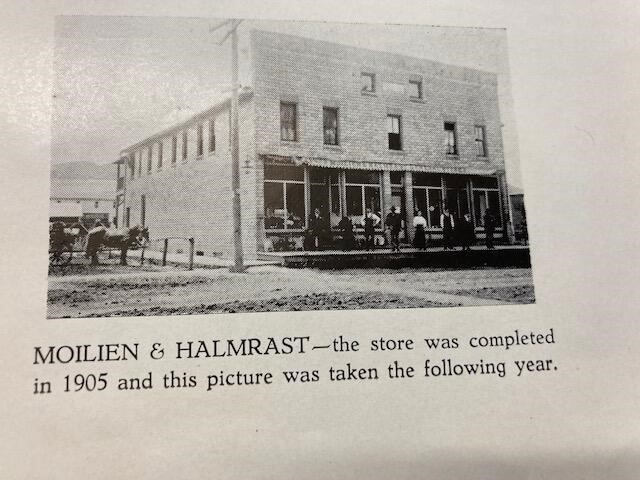 MOILIEN & HALMRAST—the store was completed
in 1905 and this picture was taken the following year.